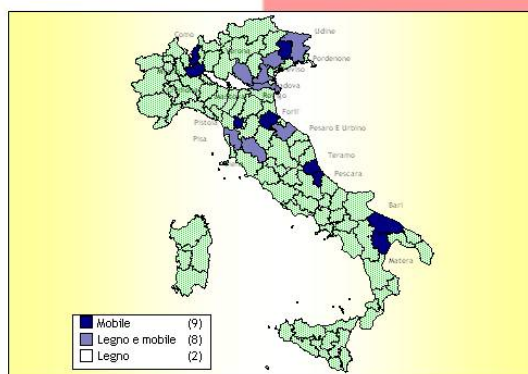 Como
Udine
Pordenone
Forlì
Pesaro E Urbino
Pistoia
Pisa
Teramo
Pescara
Bari
Matera
Mobile (9)
Legno e mobile (8)
Legno (2)